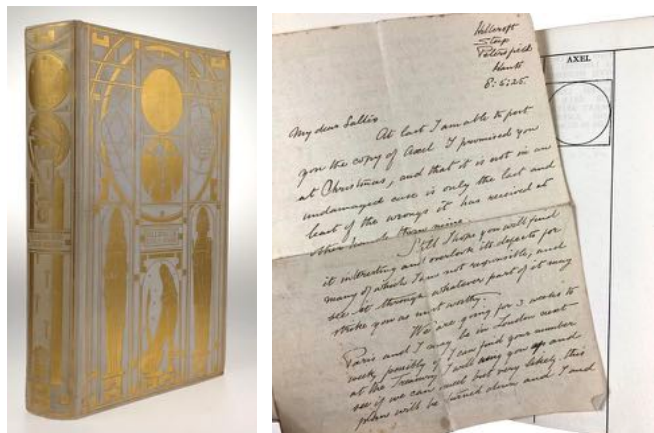 Hillcroft
Steep
Petersfield
Hants
8:5:25.
My dear Sallis
At last I am able to post
you the copy of Axel I promised you
at Christmas, and that it is not in an
undamaged case is only the last and
least of the wrongs it has received at
other hands than mine.
Still I hope you will find
it interesting and overlook its defects for
many of which I am not responsible, and
see it through whatever part of it may
strike you as most worthy.
We are going for 3 weeks to
Paris and I may be in London next
week, possibly if I can find your number
at the Treasury I will ring you up and
see if we can meet but very likely this
plan will be turned down and I and
AXEL